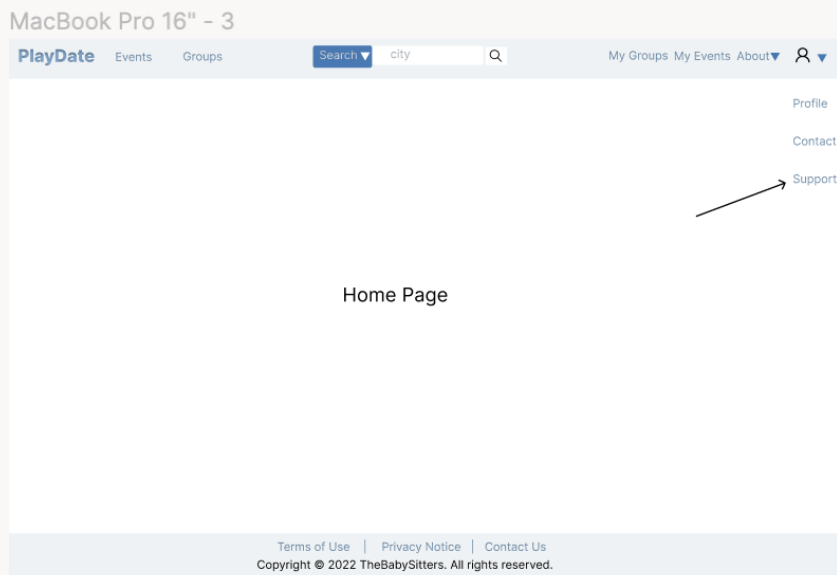 MacBook Pro 16" - 3
PlayDate Events Groups Search city My Groups My Events About
Profile
Contact
Support
Home Page
Terms of Use | Privacy Notice | Contact Us
Copyright © 2022 TheBabySitters. All rights reserved.